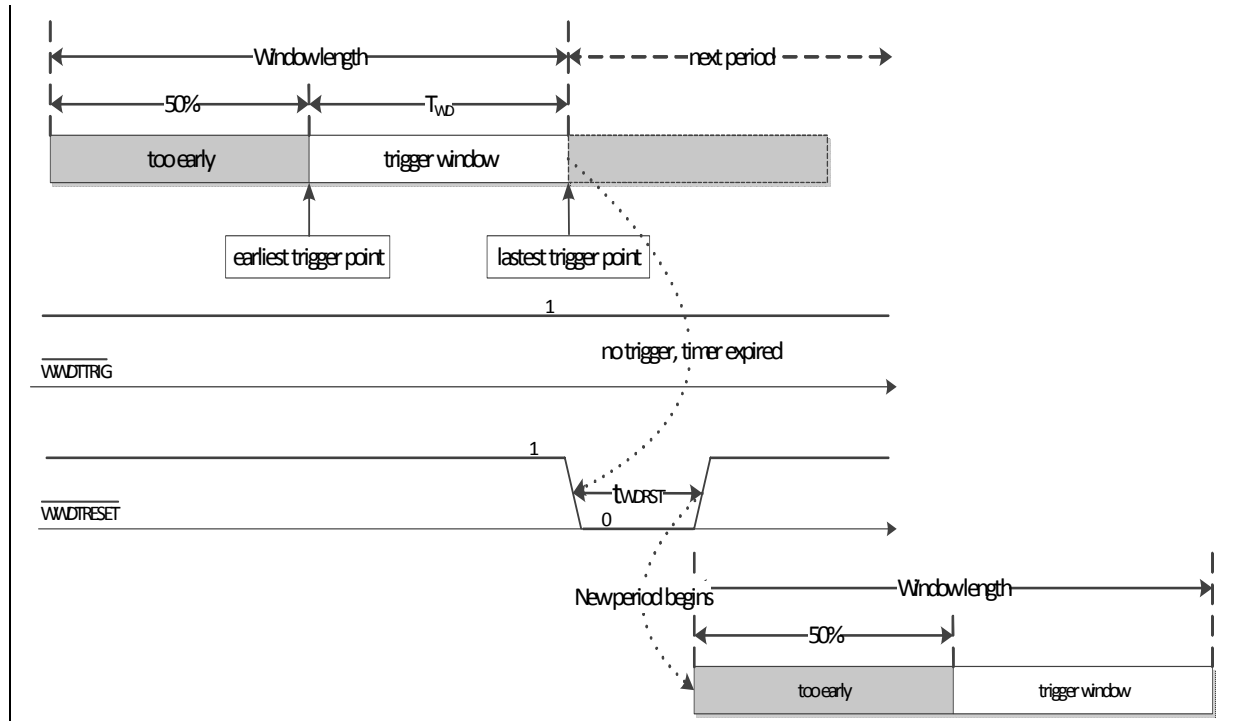 Window length
next period
50%
TWD
too early
trigger window
earliest trigger point
lastest trigger point
1
no trigger, timer expired
WWDTTRIG
1
tWDRST
WWDTRESET
0
New period begins
Window length
50%
too early
trigger window